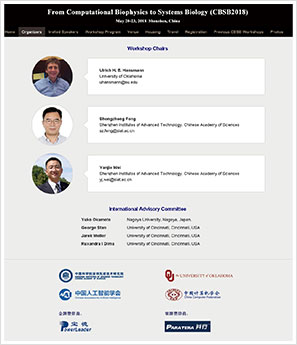 From Computational Biophysics to Systems Biology (CBSB2018)
May 20-23, 2018 Shenzhen, China
Home Organizers Invited Speakers Workshop Program Venue Housing Travel Registration Previous CBSB Workshops Photos
Workshop Chairs
Ulrich H. E. Hansmann
University of Oklahoma
uhansmann@ou.edu
Shengzhong Feng
Shenzhen Institutes of Advanced Technology, Chinese Academy of Sciences
sz.feng@siat.ac.cn
Yanjie Wei
Shenzhen Institutes of Advanced Technology, Chinese Academy of Sciences
yj.wei@siat.ac.cn
International Advisory Committee
Yuko Okamoto Nagoya University, Nagoya, Japan.
George Stan University of Cincinnati, Cincinnati, USA
Jarek Meller University of Cincinnati, Cincinnati, USA
Ruxandra I Dima University of Cincinnati, Cincinnati, USA
UNIVERSITY of OKLAHOMA
中国人工智能学会
中国计算机学会
China Computer Federation
PowerLeader 宝德
PARATERA 并行